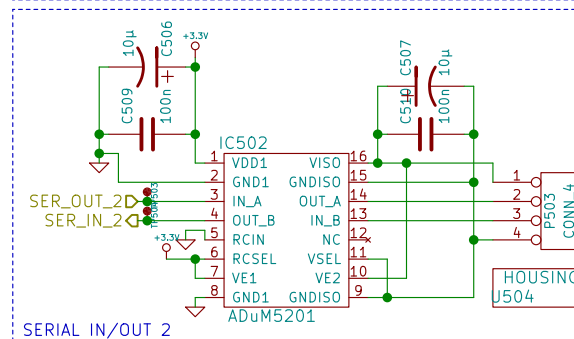 10µ
C506
+3.3V
C509
100n
C507
10µ
C510
100n
IC502
1 VDD1 VISO 16
2 GND1 GNDISO 15
3 IN_A OUT_A 14
4 OUT_B IN_B 13
5 RCIN NC 12
6 RCSEL VSEL 11
7 VE1 VE2 10
8 GND1 GNDISO 9
ADuM5201
SER_OUT_2
SER_IN_2
TP503
TP504
+3.3V
1
2
3
4
P503
CONN_4
HOUSING
U504
SERIAL IN/OUT 2